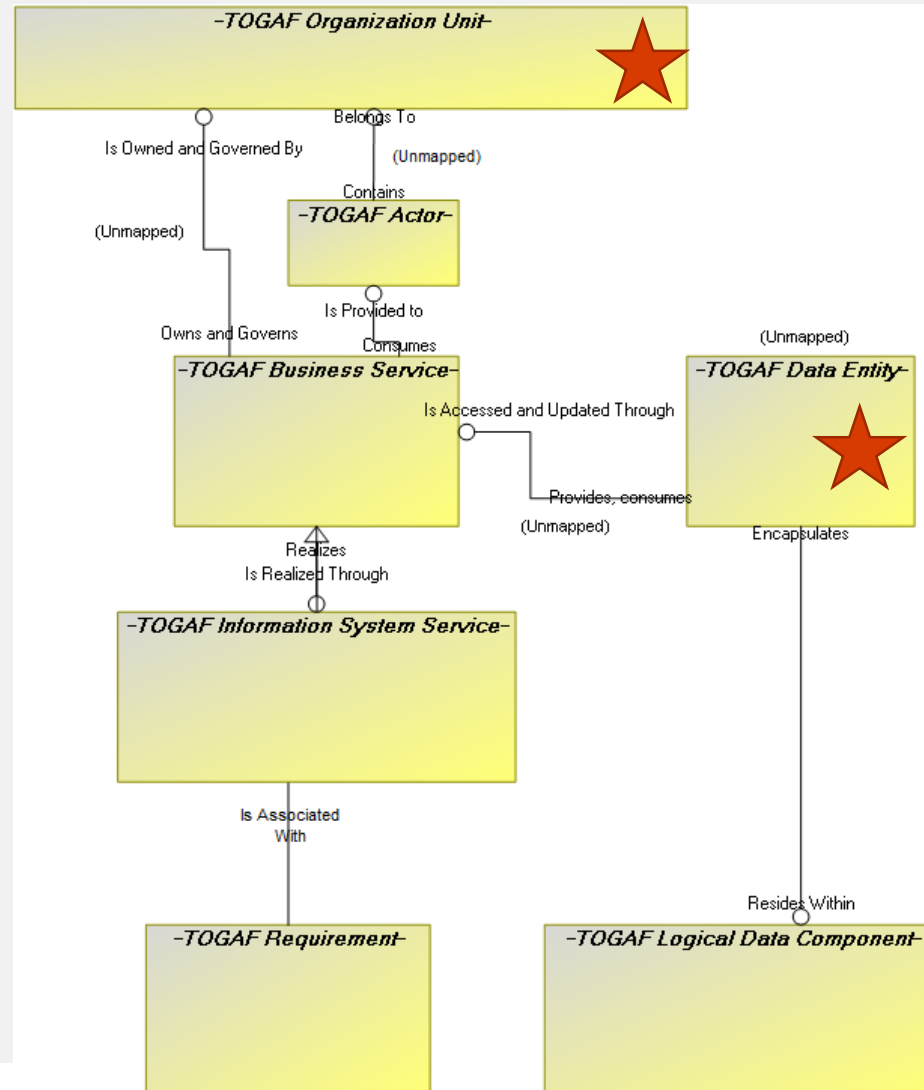 -TOGAF Organization Unit-
Belongs To
Is Owned and Governed By
(Unmapped)
Contains
-TOGAF Actor-
(Unmapped)
Is Provided to
Owns and Governs
Consumes
(Unmapped)
-TOGAF Business Service-
-TOGAF Data Entity-
Is Accessed and Updated Through
Provides, consumes
(Unmapped)
Encapsulates
Realizes
Is Realized Through
-TOGAF Information System Service-
Is Associated
With
Resides Within
-TOGAF Requirement-
-TOGAF Logical Data Component-